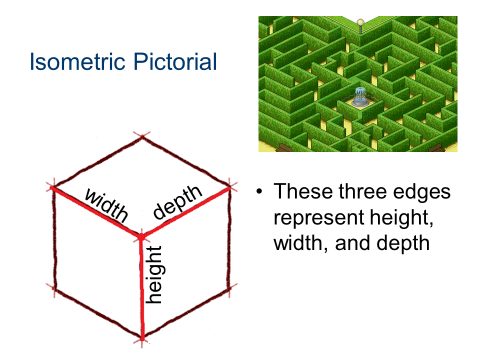 Isometric Pictorial
width
depth
height
• These three edges
represent height,
width, and depth